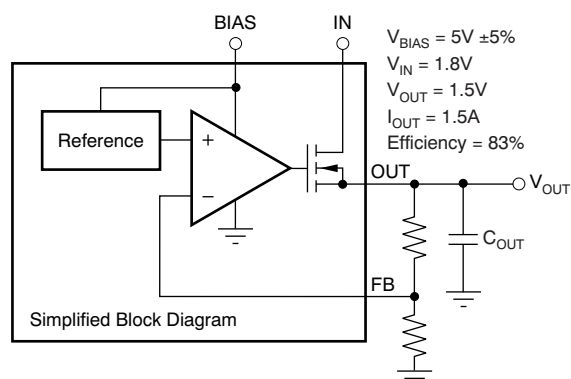 BIAS
IN
V_BIAS = 5V ±5%
V_IN = 1.8V
V_OUT = 1.5V
I_OUT = 1.5A
Efficiency = 83%
Reference
+
−
OUT
V_OUT
C_OUT
FB
Simplified Block Diagram